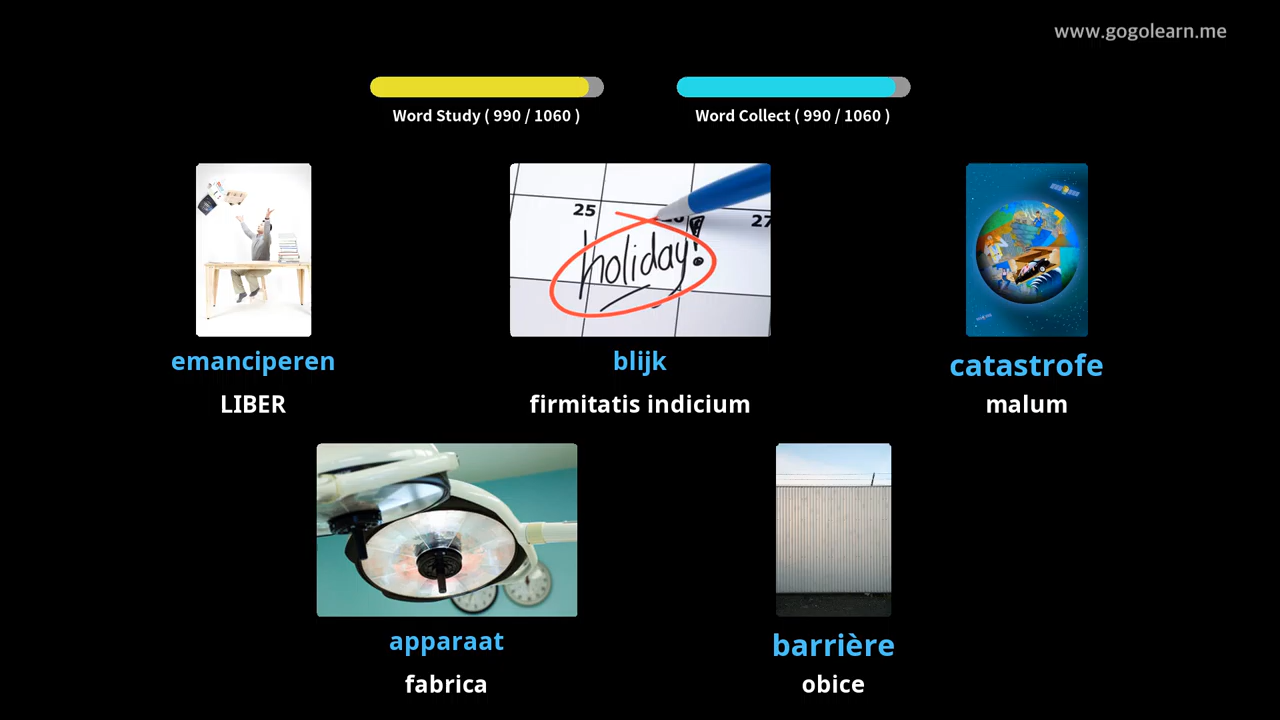 www.gogolearn.me
Word Study ( 990 / 1060 )
Word Collect ( 990 / 1060 )
25
27
holiday!
emanciperen
blijk
catastrofe
LIBER
firmitatis indicium
malum
apparaat
barrière
fabrica
obice